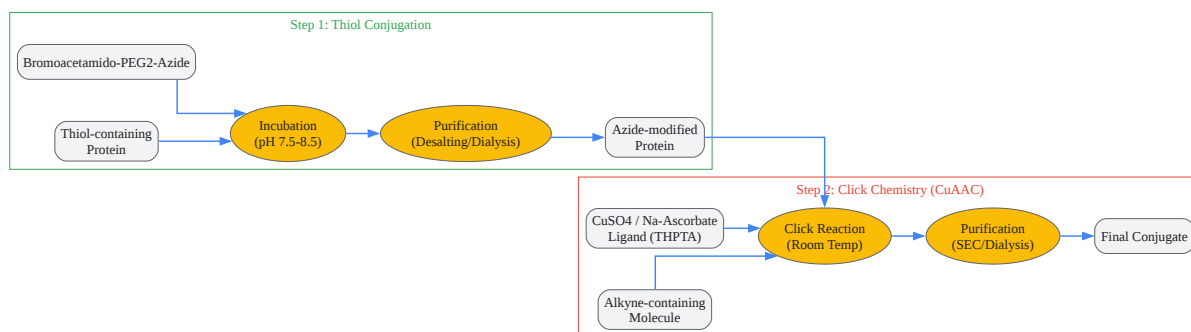 Step 1: Thiol Conjugation
Bromoacetamido-PEG2-Azide
Thiol-containing
Protein
Incubation
(pH 7.5-8.5)
Purification
(Desalting/Dialysis)
Azide-modified
Protein
Step 2: Click Chemistry (CuAAC)
CuSO4 / Na-Ascorbate
Ligand (THPTA)
Click Reaction
(Room Temp)
Purification
(SEC/Dialysis)
Final Conjugate
Alkyne-containing
Molecule